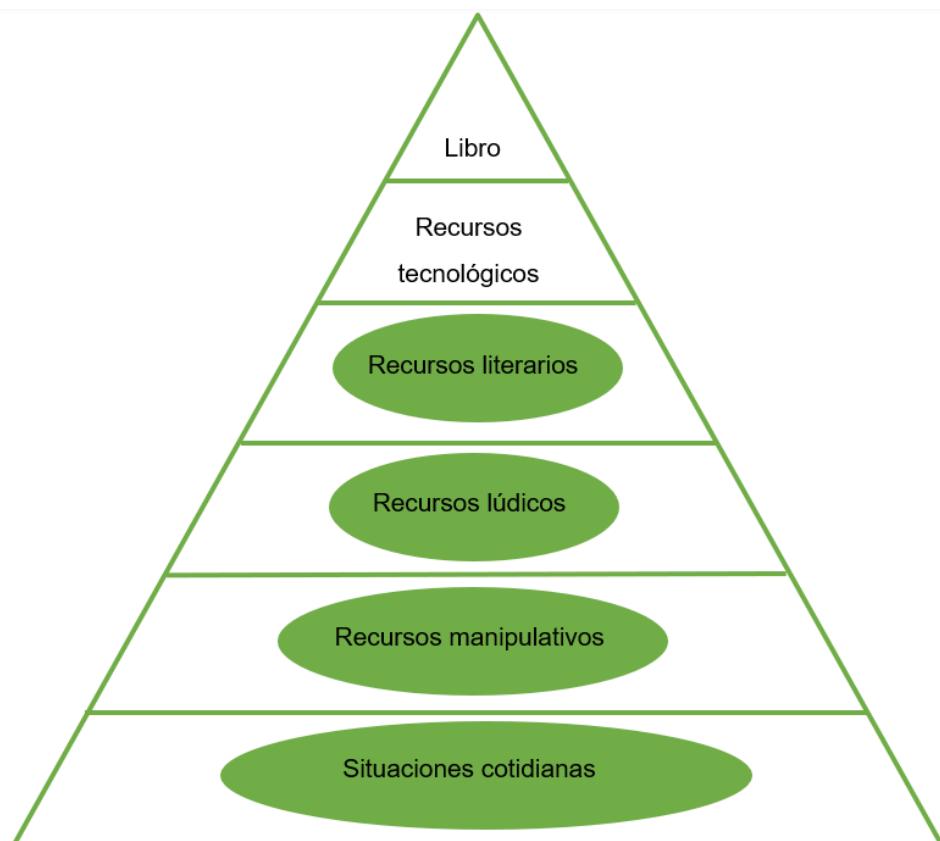 Libro
Recursos
tecnológicos
Recursos literarios
Recursos lúdicos
Recursos manipulativos
Situaciones cotidianas